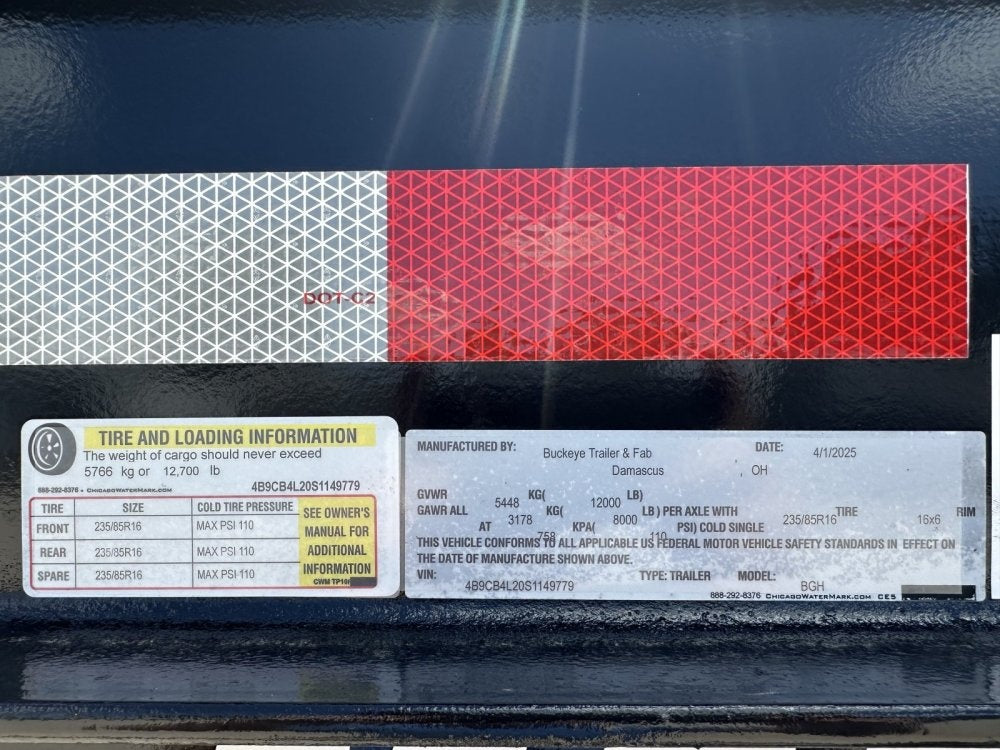 DOT-C2
TIRE AND LOADING INFORMATION
The weight of cargo should never exceed
5766 kg or 12,700 lb
888-292-8376 • CHICAGOWATERMARK.COM 4B9CB4L20S1149779
TIRE SIZE COLD TIRE PRESSURE
FRONT 235/85R16 MAX PSI 110
REAR 235/85R16 MAX PSI 110
SPARE 235/85R16 MAX PSI 110
SEE OWNER'S
MANUAL FOR
ADDITIONAL
INFORMATION
MANUFACTURED BY: Buckeye Trailer & Fab DATE: 4/1/2025
Damascus OH
GVWR 5448 KG( 12000 LB)
GAWR ALL 3178 KG( 8000 LB ) PER AXLE WITH 235/85R16 TIRE 16x6 RIM
AT 758 KPA( 110 PSI) COLD SINGLE
THIS VEHICLE CONFORMS TO ALL APPLICABLE US FEDERAL MOTOR VEHICLE SAFETY STANDARDS IN EFFECT ON
THE DATE OF MANUFACTURE SHOWN ABOVE.
VIN: 4B9CB4L20S1149779 TYPE: TRAILER MODEL: BGH
888-292-8376 CHICAGOWATERMARK.COM CES